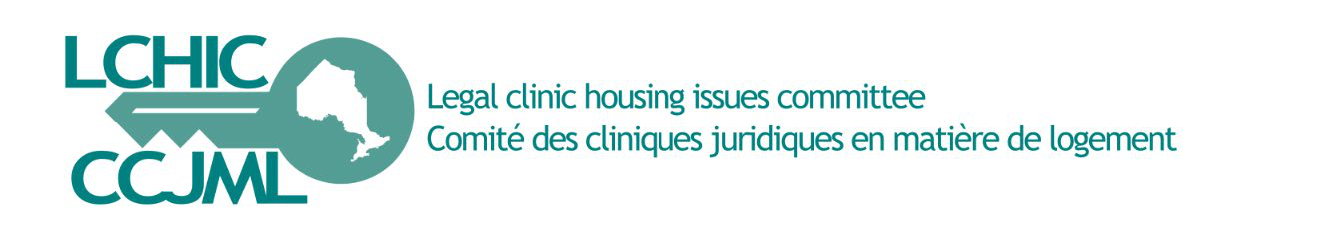 LCHIC
CCJML
Legal clinic housing issues committee
Comité des cliniques juridiques en matière de logement